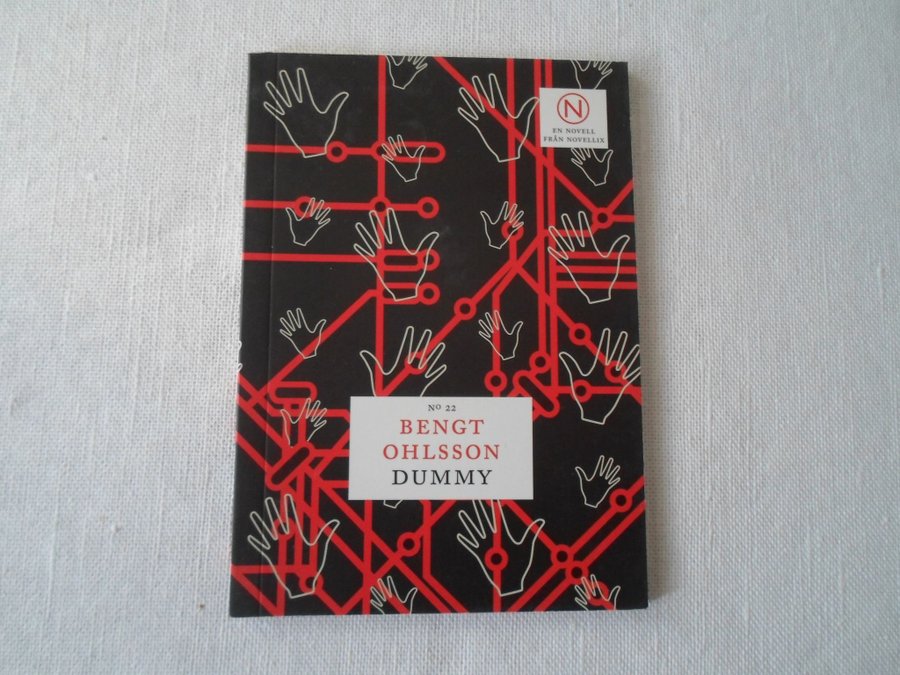 N
EN NOVELL
FRÅN NOVELLIX
Nº 22
BENGT
OHLSSON
DUMMY